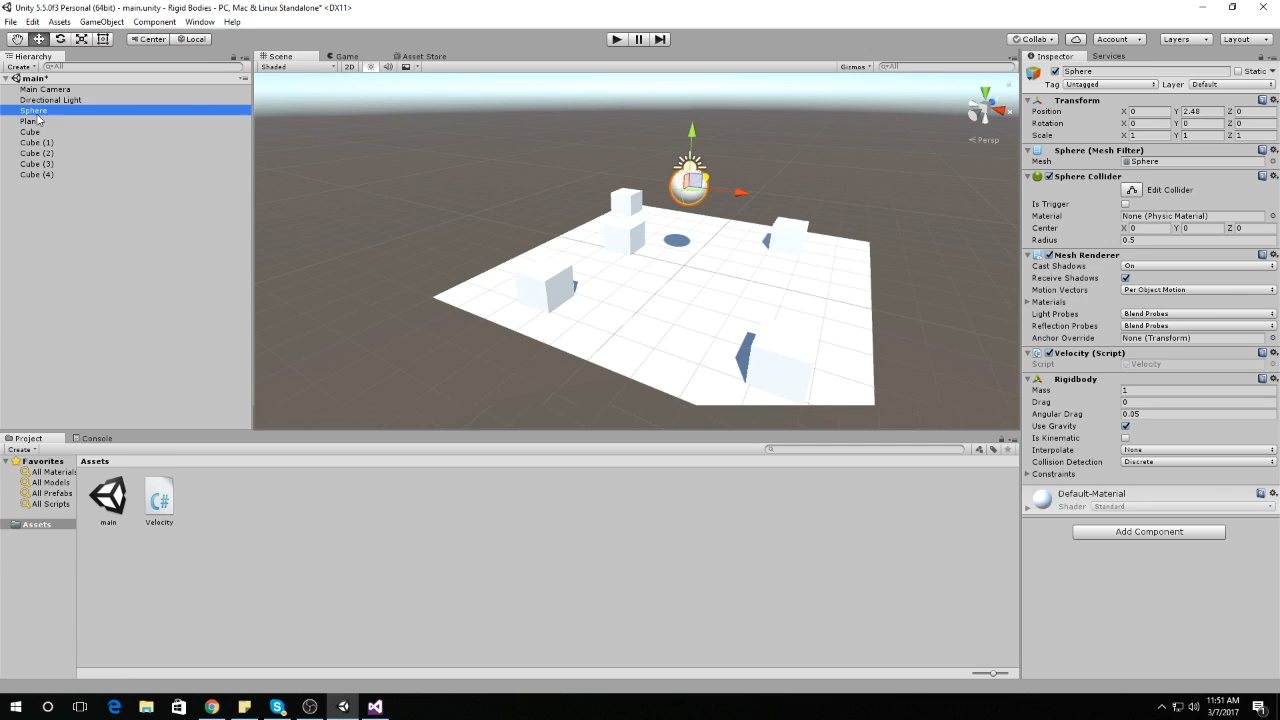 Unity 5.5.0f3 Personal (64bit) - main.unity - Rigid Bodies - PC, Mac & Linux Standalone* <DX11>
File Edit Assets GameObject Component Window Help
Center Local Collab Account Layers Layout
Hierarchy
Create All
main*
Main Camera
Directional Light
Sphere
Plan
Cube
Cube (1)
Cube (2)
Cube (3)
Cube (4)
Scene Game Asset Store
Shaded 2D Gizmos All
Persp
Inspector Services
Sphere Static
Tag Untagged Layer Default
Transform
Position X 0 Y 2.48 Z 0
Rotation X 0 Y 0 Z 0
Scale X 1 Y 1 Z 1
Sphere (Mesh Filter)
Mesh Sphere
Sphere Collider
Edit Collider
Is Trigger
Material None (Physic Material)
Center X 0 Y 0 Z 0
Radius 0.5
Mesh Renderer
Cast Shadows On
Receive Shadows
Motion Vectors Per Object Motion
Materials
Light Probes Blend Probes
Reflection Probes Blend Probes
Anchor Override None (Transform)
Velocity (Script)
Script Velocity
Rigidbody
Mass 1
Drag 0
Angular Drag 0.05
Use Gravity
Is Kinematic
Interpolate None
Collision Detection Discrete
Constraints
Default-Material
Shader Standard
Add Component
Project Console
Create
Favorites
All Materials
All Models
All Prefabs
All Scripts
Assets
Assets
main Velocity
C#
11:51 AM
3/7/2017